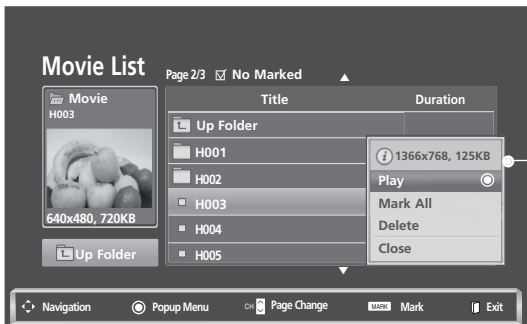 Movie List
Page 2/3 No Marked
Movie
H003
640x480, 720KB
Up Folder
Title Duration
Up Folder
H001
H002
H003
H004
H005
1366x768, 125KB
Play
Mark All
Delete
Close
Navigation Popup Menu CH Page Change MARK Mark Exit